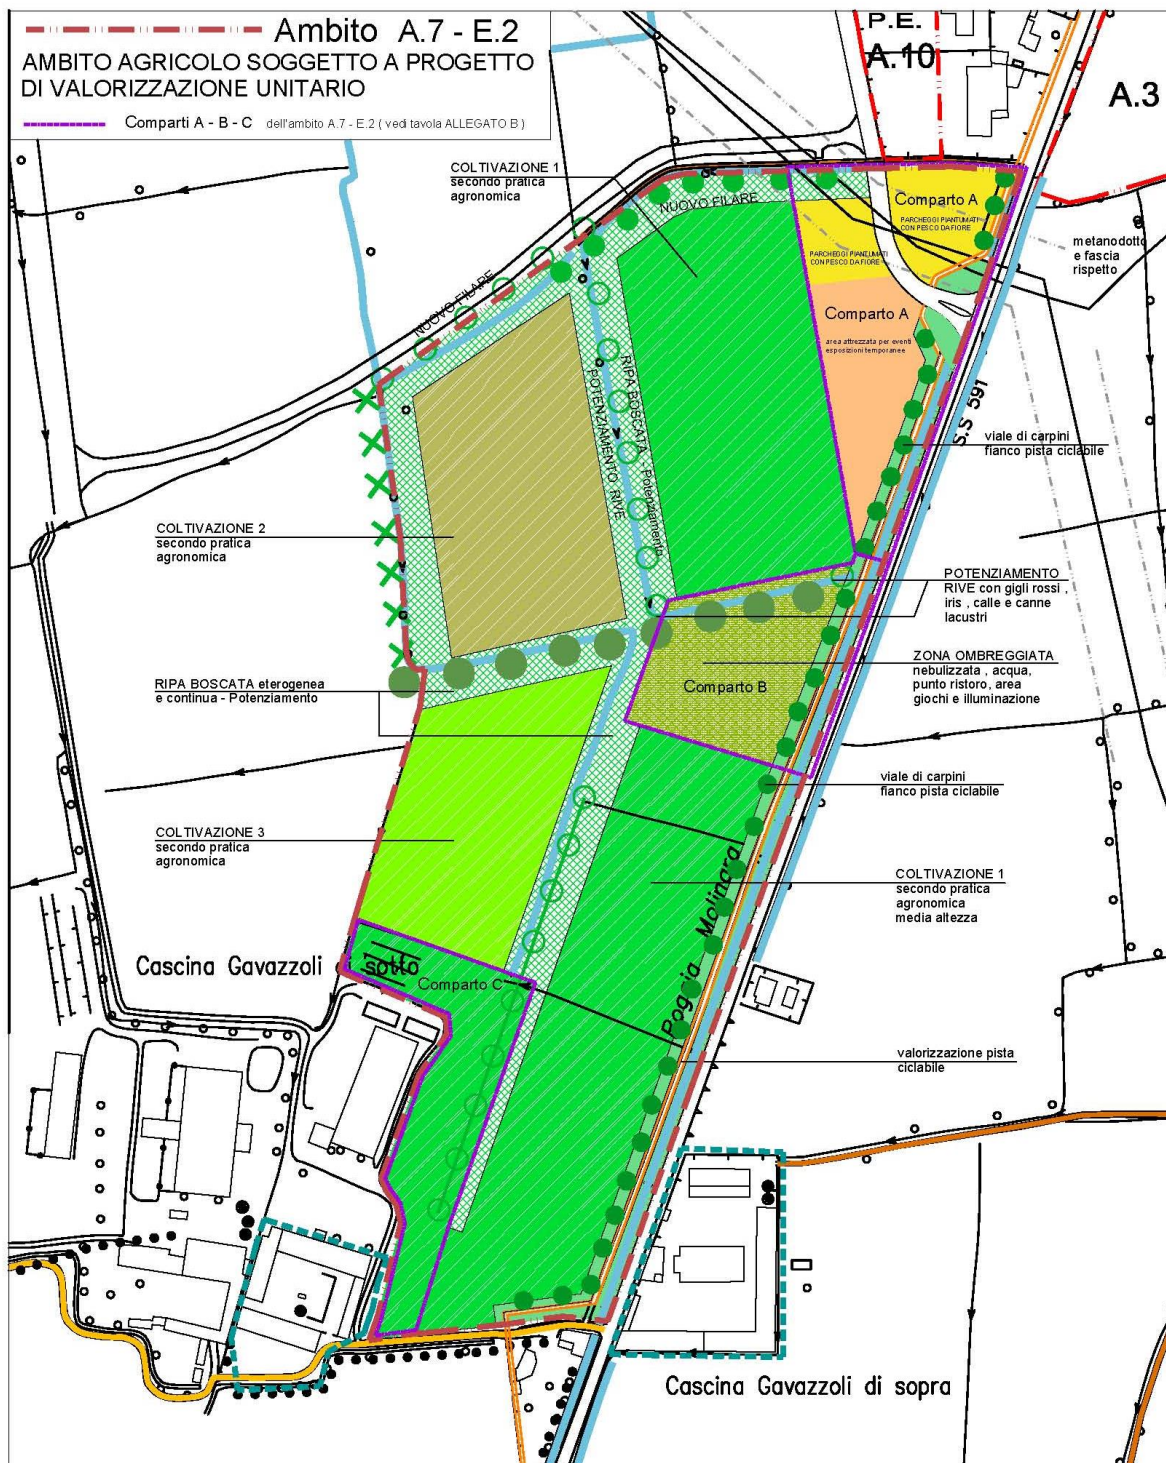 Ambito A.7 - E.2
AMBITO AGRICOLO SOGGETTO A PROGETTO
DI VALORIZZAZIONE UNITARIO
Comparti A - B - C dell'ambito A.7 - E.2 ( vedi tavola ALLEGATO B )
P.E.
A.10
A.3
COLTIVAZIONE 1
secondo pratica
agronomica
NUOVO FILARE
Comparto A
PARCHEGGI PIANTUMATI
CON PESCO DA FIORE
metanodotto
e fascia
rispetto
PARCHEGGI PIANTUMATI
CON PESCO DA FIORE
NUOVO FILARE
Comparto A
area attrezzata per eventi
esposizioni temporanee
RIPA BOSCATA - Potenziamento
POTENZIAMENTO RIVE
S.S 591
viale di carpini
fianco pista ciclabile
COLTIVAZIONE 2
secondo pratica
agronomica
POTENZIAMENTO
RIVE con gigli rossi ,
iris , calle e canne
lacustri
ZONA OMBREGGIATA
nebulizzata , acqua,
punto ristoro, area
giochi e illuminazione
Comparto B
RIPA BOSCATA eterogenea
e continua - Potenziamento
viale di carpini
fianco pista ciclabile
COLTIVAZIONE 3
secondo pratica
agronomica
COLTIVAZIONE 1
secondo pratica
agronomica
media altezza
Roggia Molinara
Cascina Gavazzoli di sotto
Comparto C
valorizzazione pista
ciclabile
Cascina Gavazzoli di sopra